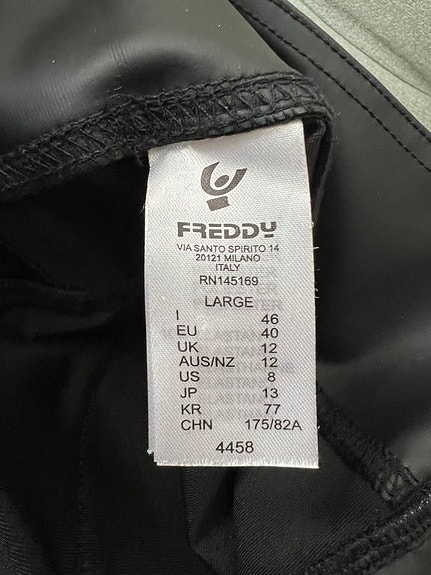 FREDDY
VIA SANTO SPIRITO 14
20121 MILANO
ITALY
RN145169
LARGE
I 46
EU 40
UK 12
AUS/NZ 12
US 8
JP 13
KR 77
CHN 175/82A
4458